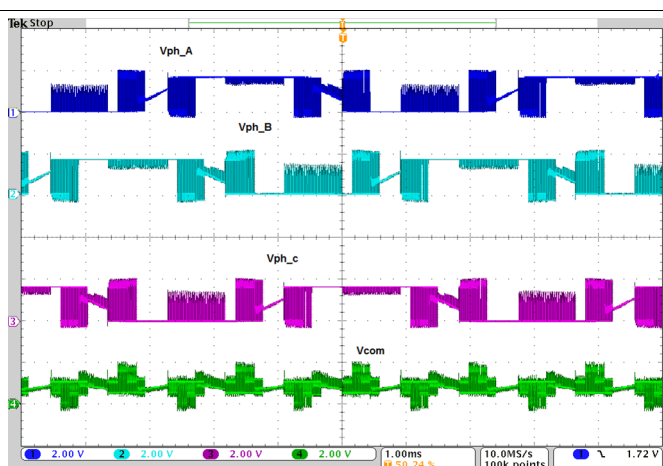 Tek Stop
T
T
Vph_A
1
Vph_B
2
Vph_c
3
Vcom
4
1 2.00 V 2 2.00 V 3 2.00 V 4 2.00 V 1.00ms 10.0MS/s 1 1.72 V
T 50.24 % 100k points